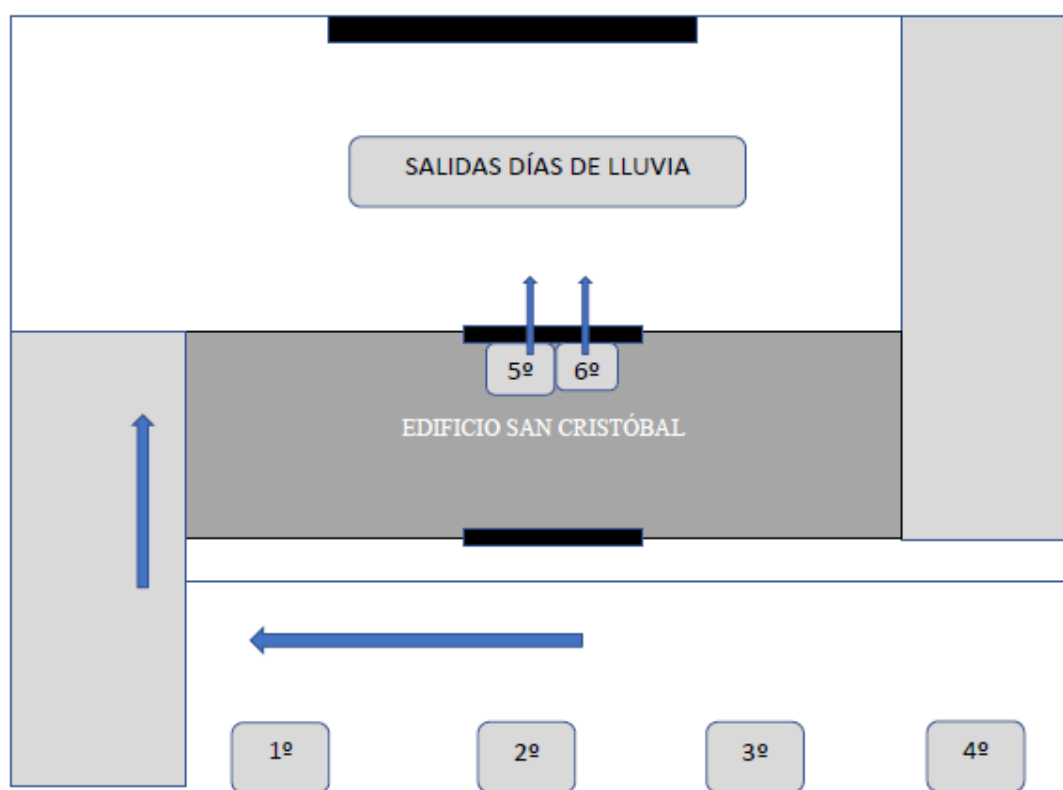 SALIDAS DÍAS DE LLUVIA
5º 6º
EDIFICIO SAN CRISTÓBAL
1º 2º 3º 4º